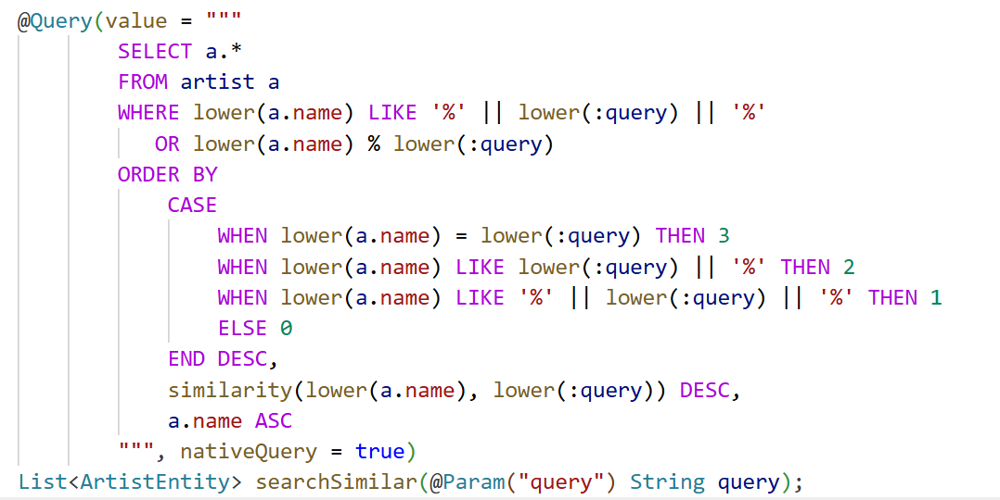 @Query(value = """
SELECT a.*
FROM artist a
WHERE lower(a.name) LIKE '%' || lower(:query) || '%'
OR lower(a.name) % lower(:query)
ORDER BY
CASE
WHEN lower(a.name) = lower(:query) THEN 3
WHEN lower(a.name) LIKE lower(:query) || '%' THEN 2
WHEN lower(a.name) LIKE '%' || lower(:query) || '%' THEN 1
ELSE 0
END DESC,
similarity(lower(a.name), lower(:query)) DESC,
a.name ASC
""", nativeQuery = true)
List<ArtistEntity> searchSimilar(@Param("query") String query);